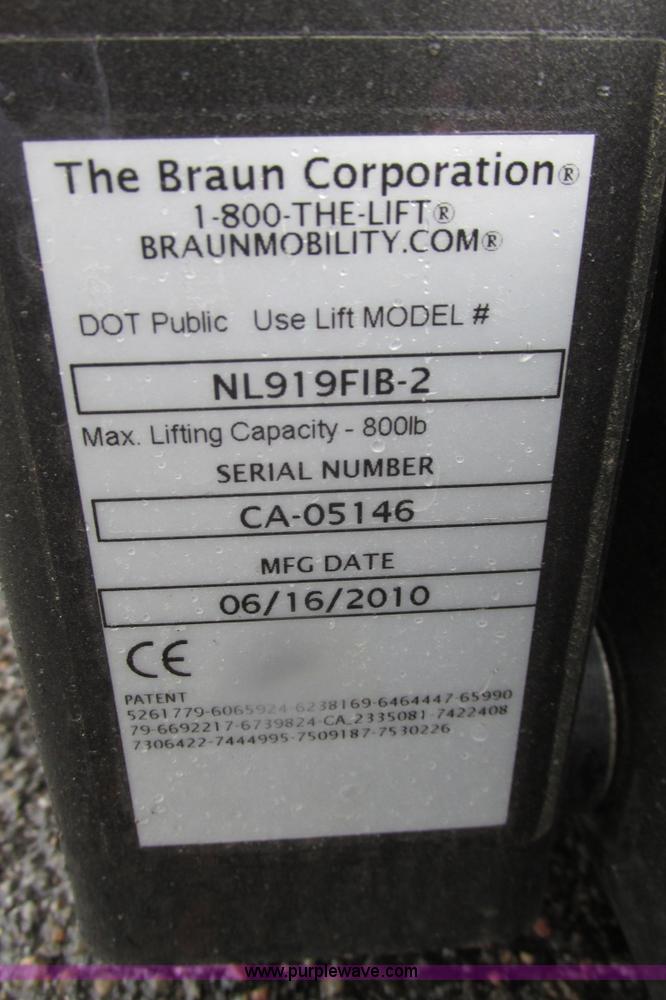 The Braun Corporation®
1-800-THE-LIFT®
BRAUNMOBILITY.COM®
DOT Public Use Lift MODEL #
NL919FIB-2
Max. Lifting Capacity - 800lb
SERIAL NUMBER
CA-05146
MFG DATE
06/16/2010
CE
PATENT
5261779-6065924-6238169-6464447-65990
79-6692217-6739824-CA 2335081-7422408
7306422-7444995-7509187-7530226
www.purplewave.com